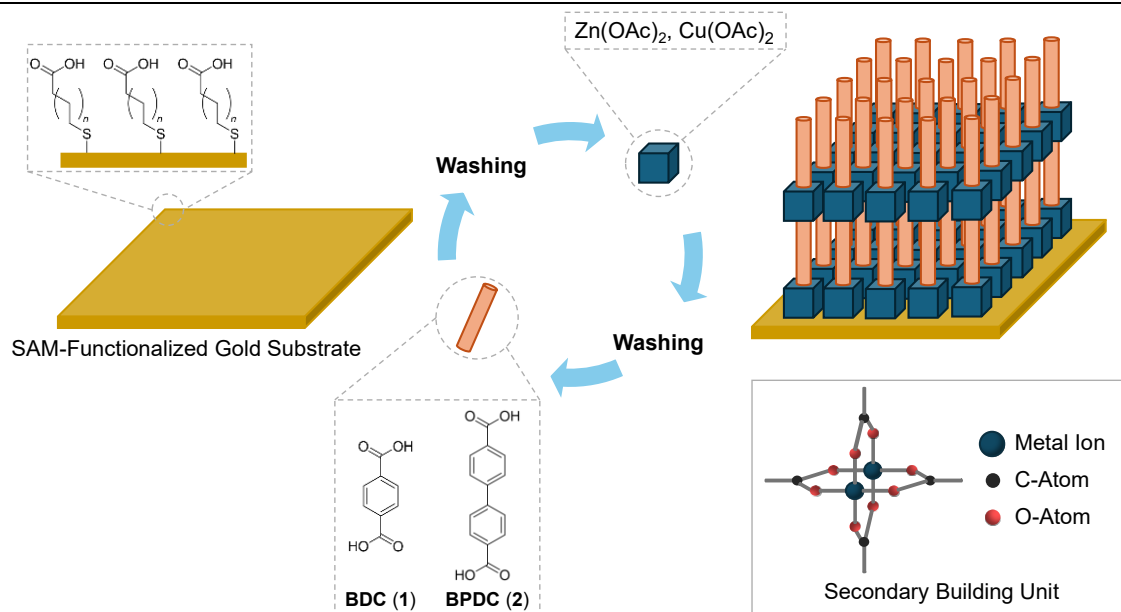 Zn(OAc)2, Cu(OAc)2
O OH O OH O OH
n n n
S S S
Washing
SAM-Functionalized Gold Substrate
Washing
O OH
O OH
HO O
HO O
BDC (1) BPDC (2)
Metal Ion
C-Atom
O-Atom
Secondary Building Unit